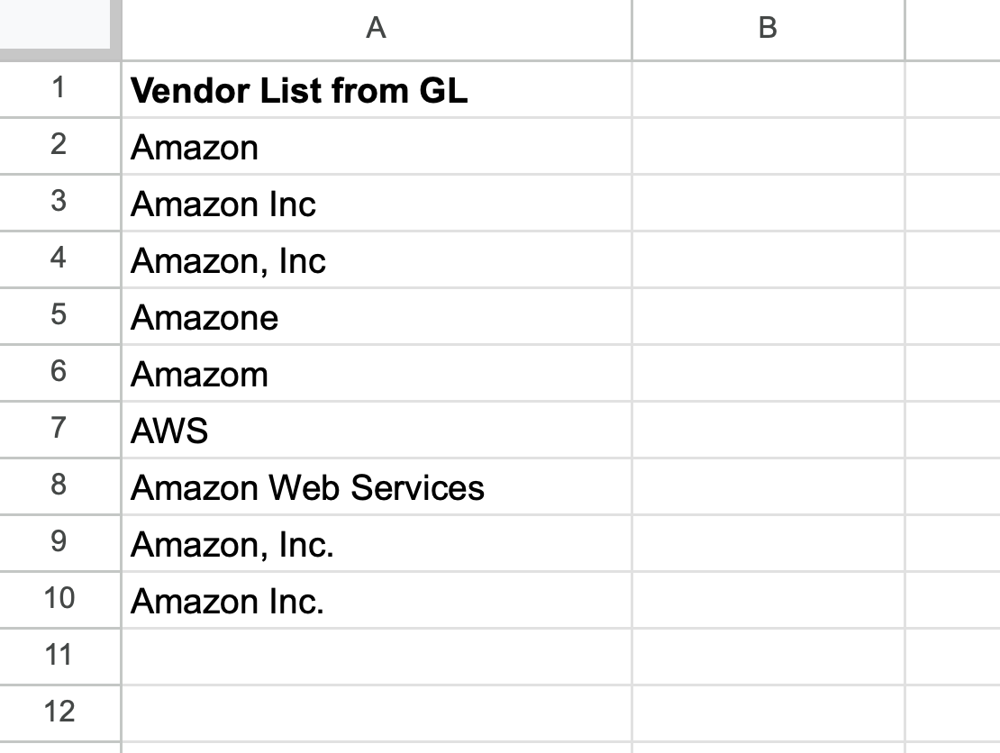 A B
1 Vendor List from GL
2 Amazon
3 Amazon Inc
4 Amazon, Inc
5 Amazone
6 Amazom
7 AWS
8 Amazon Web Services
9 Amazon, Inc.
10 Amazon Inc.
11
12